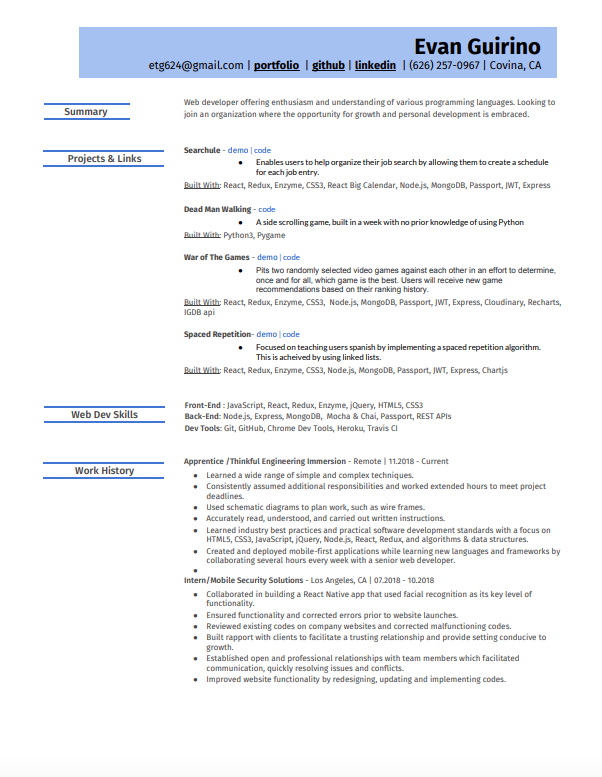 Evan Guirino
etg624@gmail.com | portfolio | github | linkedin | (626) 257-0967 | Covina, CA
Summary
Web developer offering enthusiasm and understanding of various programming languages. Looking to
join an organization where the opportunity for growth and personal development is embraced.
Projects & Links
Searchule - demo | code
● Enables users to help organize their job search by allowing them to create a schedule
for each job entry.
Built With: React, Redux, Enzyme, CSS3, React Big Calendar, Node.js, MongoDB, Passport, JWT, Express
Dead Man Walking - code
● A side scrolling game, built in a week with no prior knowledge of using Python
Built With: Python3, Pygame
War of The Games - demo | code
● Pits two randomly selected video games against each other in an effort to determine,
once and for all, which game is the best. Users will receive new game
recommendations based on their ranking history.
Built With: React, Redux, Enzyme, CSS3, Node.js, MongoDB, Passport, JWT, Express, Cloudinary, Recharts,
IGDB api
Spaced Repetition- demo | code
● Focused on teaching users spanish by implementing a spaced repetition algorithm.
This is acheived by using linked lists.
Built With: React, Redux, Enzyme, CSS3, Node.js, MongoDB, Passport, JWT, Express, Chartjs
Web Dev Skills
Front-End : JavaScript, React, Redux, Enzyme, jQuery, HTML5, CSS3
Back-End: Node.js, Express, MongoDB, Mocha & Chai, Passport, REST APIs
Dev Tools: Git, GitHub, Chrome Dev Tools, Heroku, Travis CI
Work History
Apprentice /Thinkful Engineering Immersion - Remote | 11.2018 - Current
● Learned a wide range of simple and complex techniques.
● Consistently assumed additional responsibilities and worked extended hours to meet project
deadlines.
● Used schematic diagrams to plan work, such as wire frames.
● Accurately read, understood, and carried out written instructions.
● Learned industry best practices and practical software development standards with a focus on
HTML5, CSS3, JavaScript, jQuery, Node.js, React, Redux, and algorithms & data structures.
● Created and deployed mobile-first applications while learning new languages and frameworks by
collaborating several hours every week with a senior web developer.
●
Intern/Mobile Security Solutions - Los Angeles, CA | 07.2018 - 10.2018
● Collaborated in building a React Native app that used facial recognition as its key level of
functionality.
● Ensured functionality and corrected errors prior to website launches.
● Reviewed existing codes on company websites and corrected malfunctioning codes.
● Built rapport with clients to facilitate a trusting relationship and provide setting conducive to
growth.
● Established open and professional relationships with team members which facilitated
communication, quickly resolving issues and conflicts.
● Improved website functionality by redesigning, updating and implementing codes.